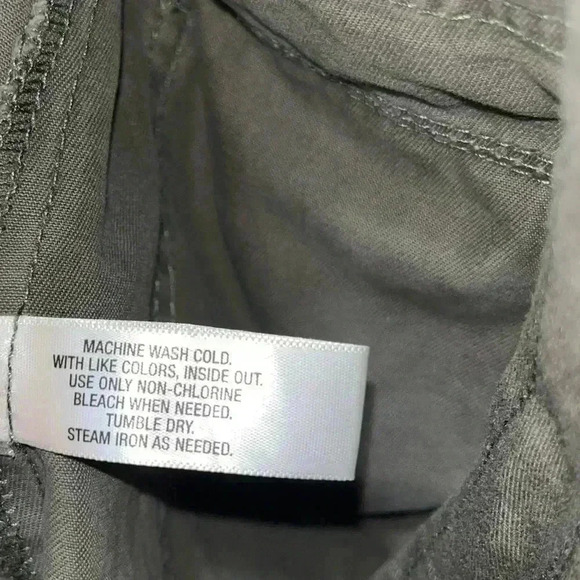 MACHINE WASH COLD.
WITH LIKE COLORS, INSIDE OUT.
USE ONLY NON-CHLORINE
BLEACH WHEN NEEDED.
TUMBLE DRY.
STEAM IRON AS NEEDED.